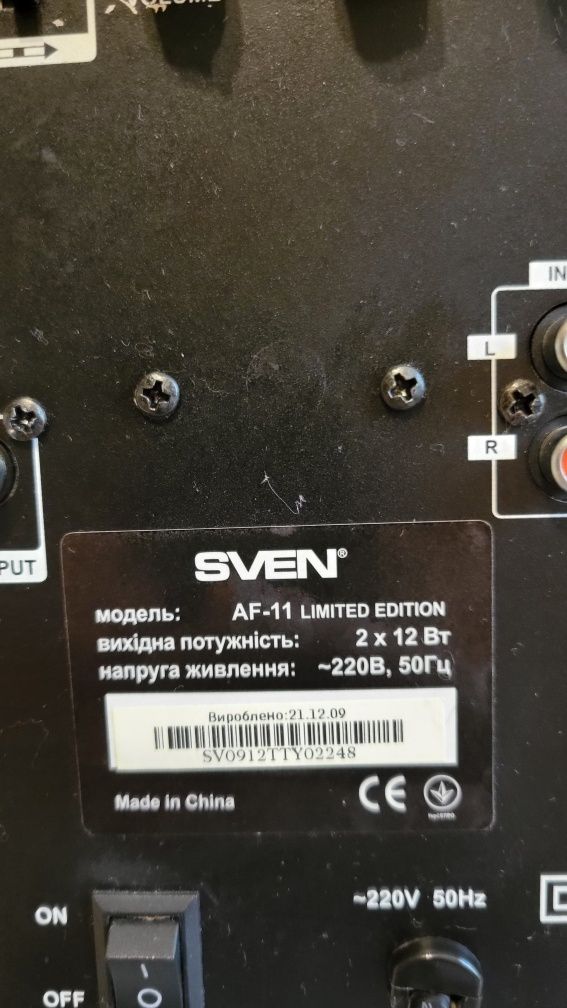 VOLUME
IN
L
R
PUT
SVEN®
модель: AF-11 LIMITED EDITION
вихідна потужність: 2 x 12 Вт
напруга живлення: ~220В, 50Гц
Вироблено:21.12.09
SV0912TTY02248
Made in China
CE
~220V 50Hz
ON
OFF